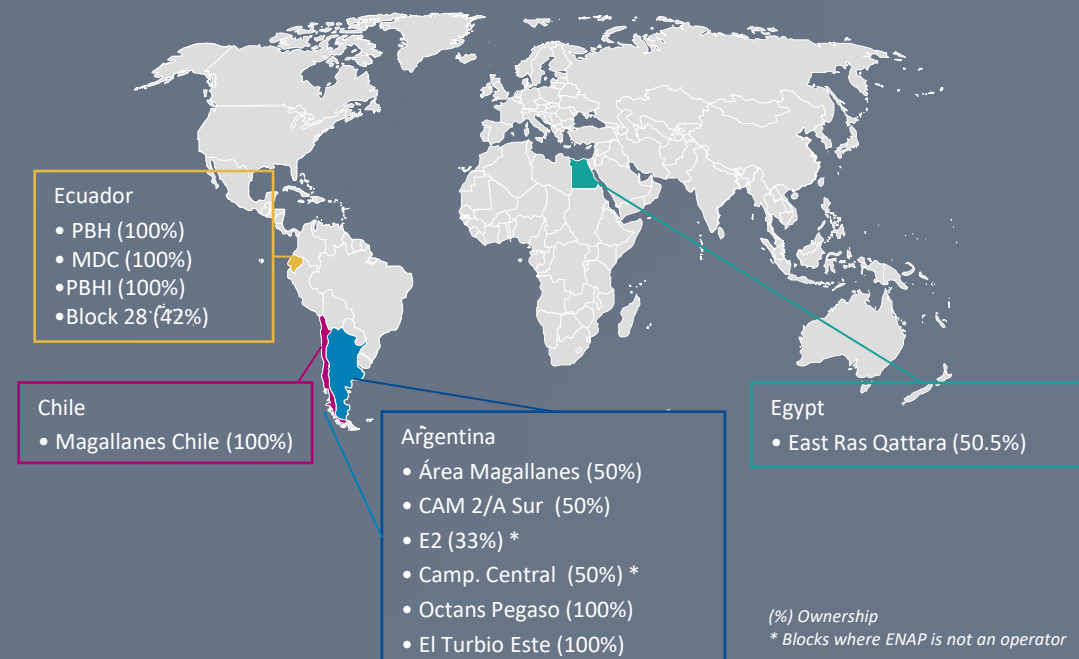 Ecuador
• PBH (100%)
• MDC (100%)
•PBHI (100%)
•Block 28 (42%)
Chile
• Magallanes Chile (100%)
Argentina
• Área Magallanes (50%)
• CAM 2/A Sur (50%)
• E2 (33%) *
• Camp. Central (50%) *
• Octans Pegaso (100%)
• El Turbio Este (100%)
Egypt
• East Ras Qattara (50.5%)
(%) Ownership
* Blocks where ENAP is not an operator